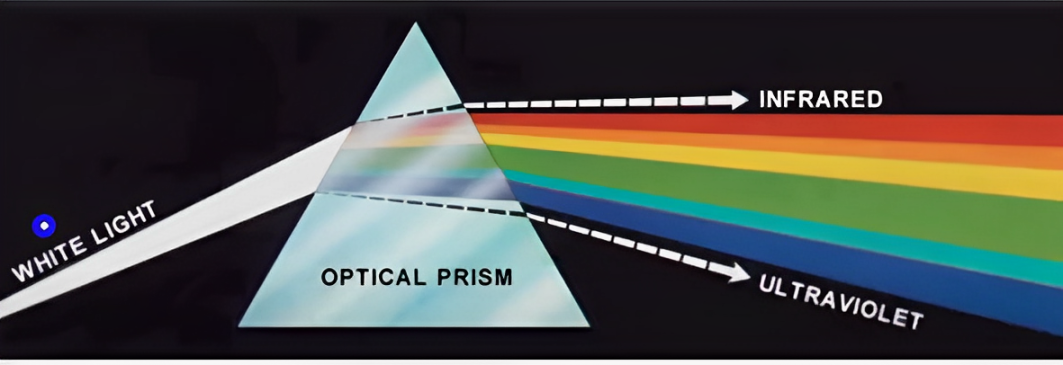 WHITE LIGHT
OPTICAL PRISM
INFRARED
ULTRAVIOLET